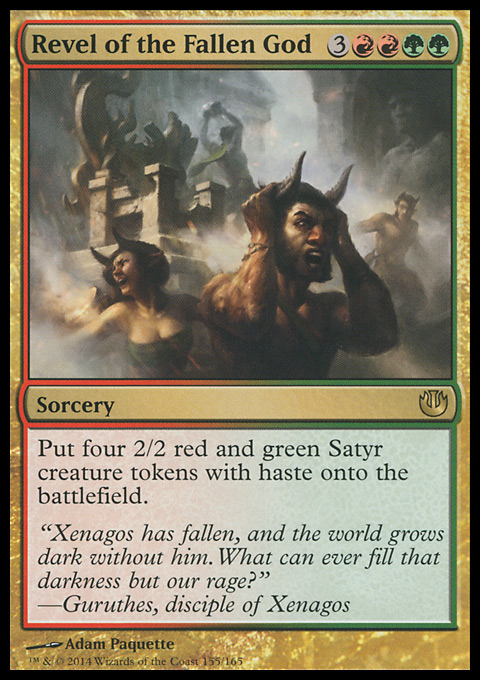 Revel of the Fallen God 3
Sorcery
Put four 2/2 red and green Satyr
creature tokens with haste onto the
battlefield.
“Xenagos has fallen, and the world grows
dark without him. What can ever fill that
darkness but our rage?”
—Guruthes, disciple of Xenagos
Adam Paquette
™ & © 2014 Wizards of the Coast 155/165